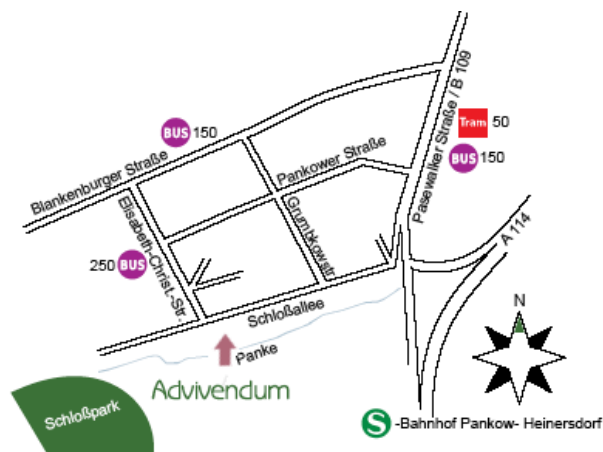 BUS 150
Tram 50
BUS 150
Blankenburger Straße
Pankower Straße
Pasewalker Straße / B 109
Elisabeth-Christ.-Str.
Grumbkowstr.
250 BUS
A 114
Schloßallee
N
Panke
Advivendum
Schloßpark
S -Bahnhof Pankow- Heinersdorf